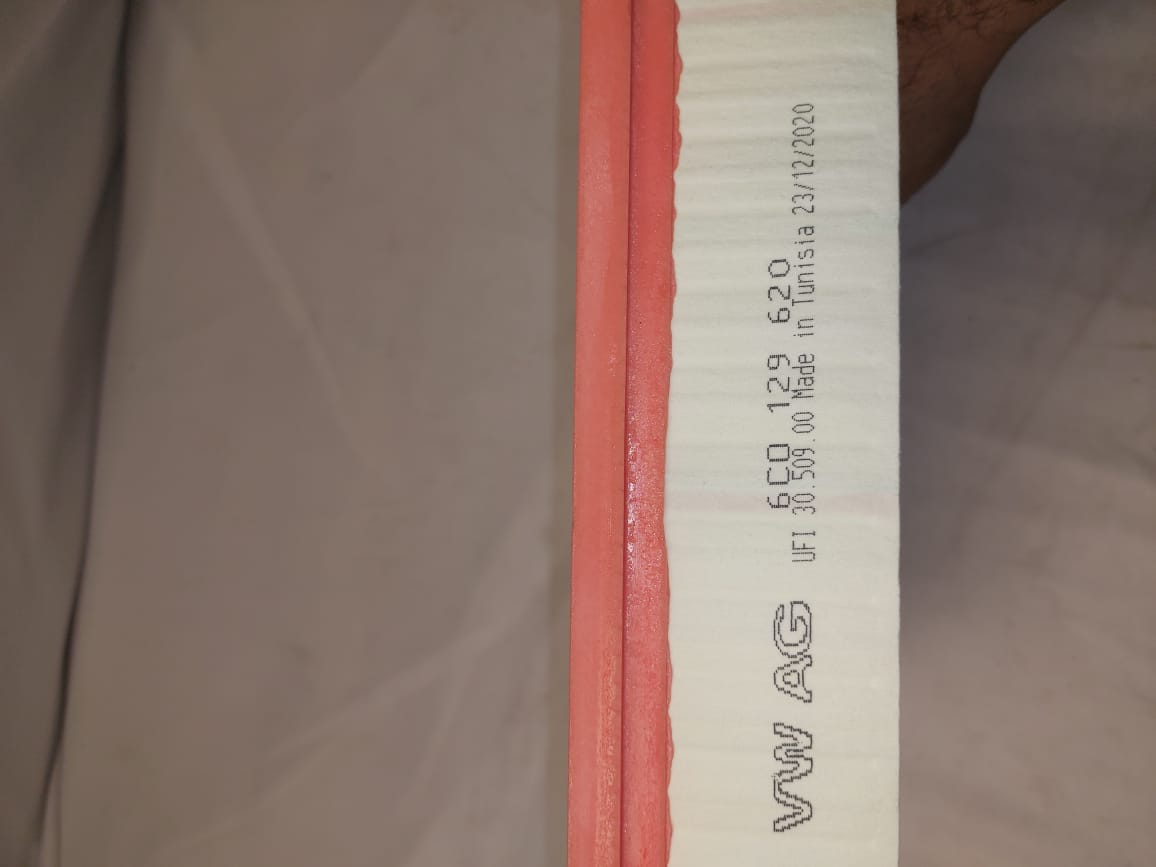 VW AG
6C0 129 620
UFI 30.509.00 Made in Tunisia 23/12/2020